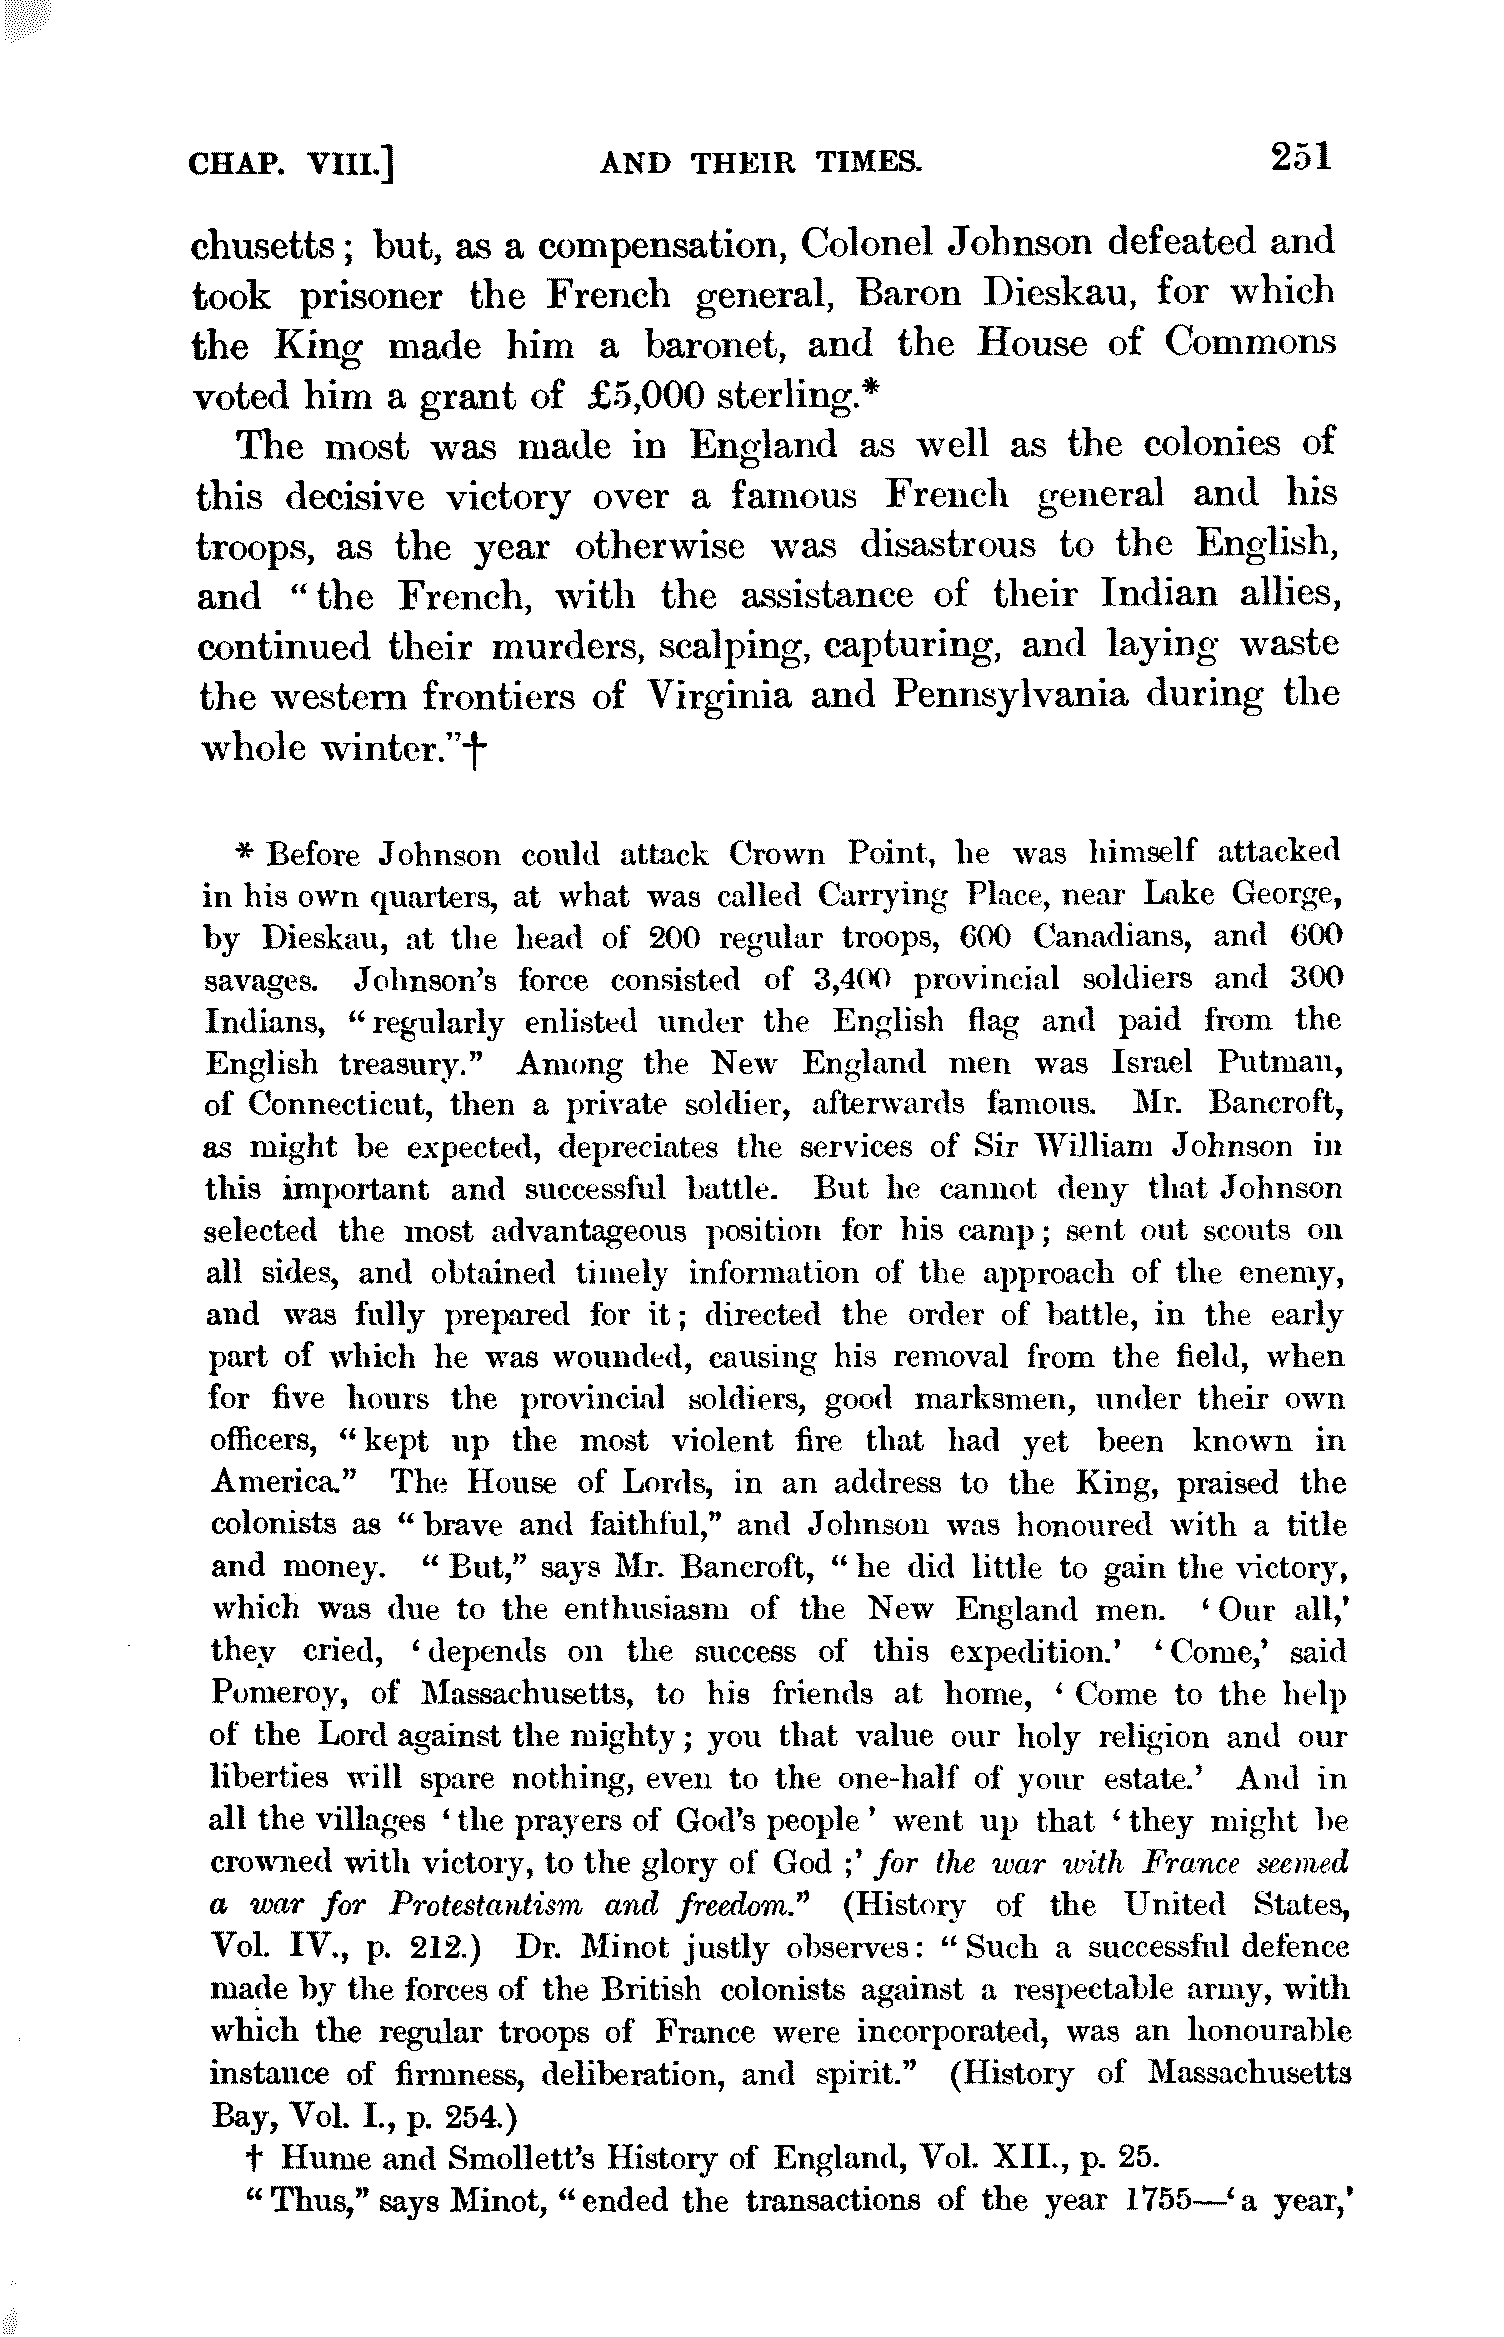 CHAP. VIII.] AND THEIR TIMES. 251
chusetts; but, as a compensation, Colonel Johnson defeated and
took prisoner the French general, Baron Dieskau, for which
the King made him a baronet, and the House of Commons
voted him a grant of £5,000 sterling.*
The most was made in England as well as the colonies of
this decisive victory over a famous French general and his
troops, as the year otherwise was disastrous to the English,
and "the French, with the assistance of their Indian allies,
continued their murders, scalping, capturing, and laying waste
the western frontiers of Virginia and Pennsylvania during the
whole winter."†
* Before Johnson could attack Crown Point, he was himself attacked
in his own quarters, at what was called Carrying Place, near Lake George,
by Dieskau, at the head of 200 regular troops, 600 Canadians, and 600
savages. Johnson's force consisted of 3,400 provincial soldiers and 300
Indians, "regularly enlisted under the English flag and paid from the
English treasury." Among the New England men was Israel Putman,
of Connecticut, then a private soldier, afterwards famous. Mr. Bancroft,
as might be expected, depreciates the services of Sir William Johnson in
this important and successful battle. But he cannot deny that Johnson
selected the most advantageous position for his camp; sent out scouts on
all sides, and obtained timely information of the approach of the enemy,
and was fully prepared for it; directed the order of battle, in the early
part of which he was wounded, causing his removal from the field, when
for five hours the provincial soldiers, good marksmen, under their own
officers, "kept up the most violent fire that had yet been known in
America." The House of Lords, in an address to the King, praised the
colonists as "brave and faithful," and Johnson was honoured with a title
and money. "But," says Mr. Bancroft, "he did little to gain the victory,
which was due to the enthusiasm of the New England men. 'Our all,'
they cried, 'depends on the success of this expedition.' 'Come,' said
Pomeroy, of Massachusetts, to his friends at home, 'Come to the help
of the Lord against the mighty; you that value our holy religion and our
liberties will spare nothing, even to the one-half of your estate.' And in
all the villages 'the prayers of God's people' went up that 'they might be
crowned with victory, to the glory of God;' for the war with France seemed
a war for Protestantism and freedom." (History of the United States,
Vol. IV., p. 212.) Dr. Minot justly observes: "Such a successful defence
made by the forces of the British colonists against a respectable army, with
which the regular troops of France were incorporated, was an honourable
instance of firmness, deliberation, and spirit." (History of Massachusetts
Bay, Vol. I., p. 254.)
† Hume and Smollett's History of England, Vol. XII., p. 25.
"Thus," says Minot, "ended the transactions of the year 1755—'a year,'